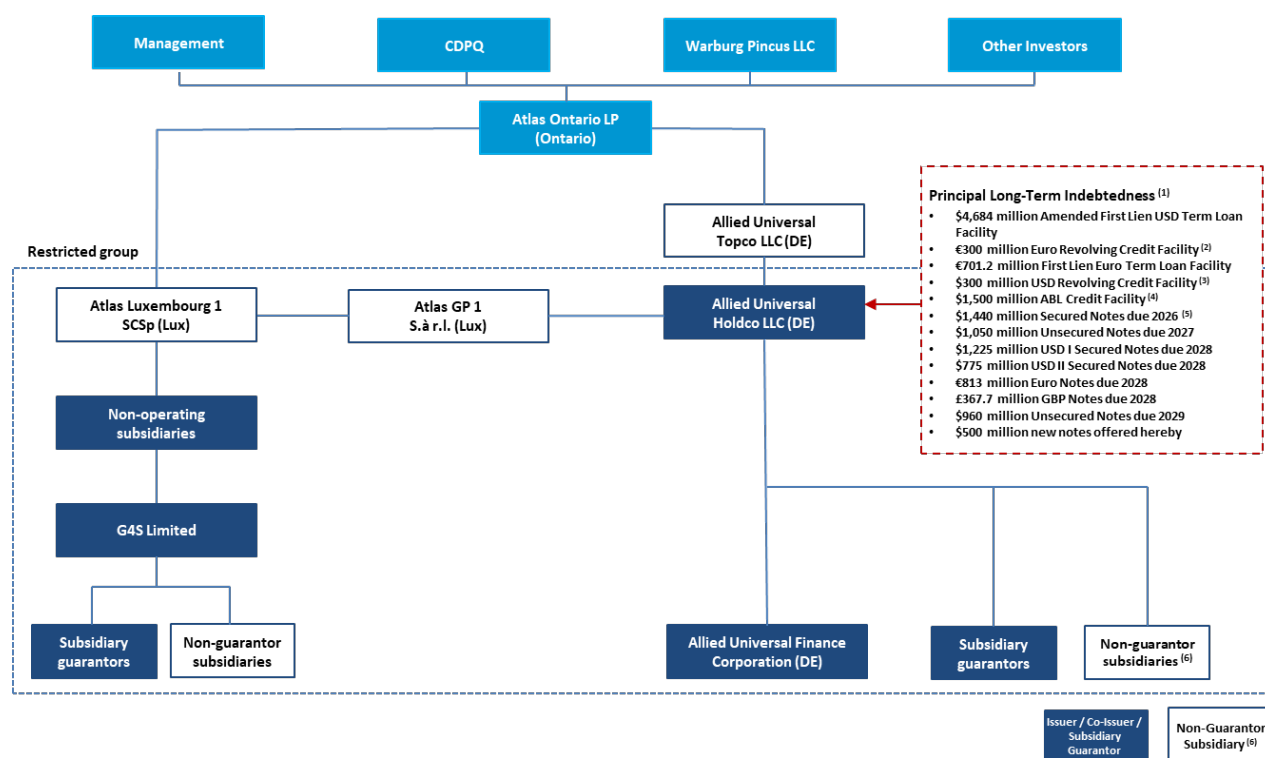 Management
CDPQ
Warburg Pincus LLC
Other Investors
Atlas Ontario LP
(Ontario)
Allied Universal
Topco LLC (DE)
Restricted group
Principal Long-Term Indebtedness (1)
• $4,684 million Amended First Lien USD Term Loan
Facility
• €300 million Euro Revolving Credit Facility (2)
• €701.2 million First Lien Euro Term Loan Facility
• $300 million USD Revolving Credit Facility (3)
• $1,500 million ABL Credit Facility (4)
• $1,440 million Secured Notes due 2026 (5)
• $1,050 million Unsecured Notes due 2027
• $1,225 million USD I Secured Notes due 2028
• $775 million USD II Secured Notes due 2028
• €813 million Euro Notes due 2028
• £367.7 million GBP Notes due 2028
• $960 million Unsecured Notes due 2029
• $500 million new notes offered hereby
Atlas Luxembourg 1
SCSp (Lux)
Atlas GP 1
S.à r.l. (Lux)
Allied Universal
Holdco LLC (DE)
Non-operating
subsidiaries
G4S Limited
Subsidiary
guarantors
Non-guarantor
subsidiaries
Allied Universal Finance
Corporation (DE)
Subsidiary
guarantors
Non-guarantor
subsidiaries (6)
Issuer / Co-Issuer /
Subsidiary
Guarantor
Non-Guarantor
Subsidiary (6)